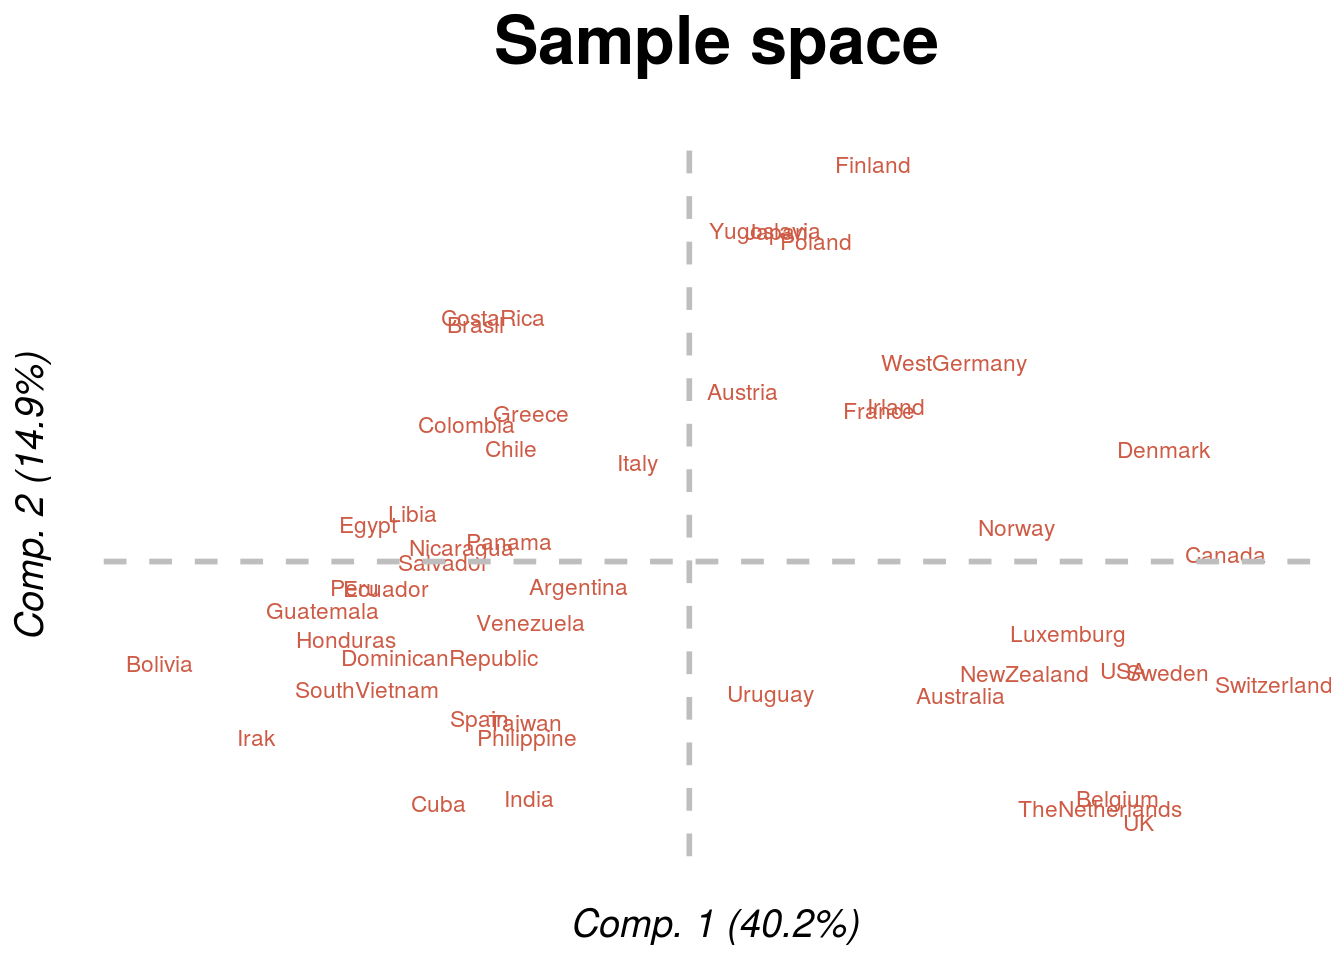 Sample space
Finland
Yugoslavia
Japan
Poland
CostaRica
Brasil
WestGermany
Austria
Irland
France
Greece
Colombia
Chile
Denmark
Italy
Libia
Egypt
Norway
Panama
Nicaragua
Canada
Salvador
Peru
Ecuador
Argentina
Guatemala
Venezuela
Luxemburg
Honduras
DominicanRepublic
Bolivia
USA
Sweden
NewZealand
Switzerland
SouthVietnam
Uruguay
Australia
Spain
Taiwan
Irak
Philippine
India
Belgium
Cuba
TheNetherlands
UK
Comp. 2 (14.9%)
Comp. 1 (40.2%)